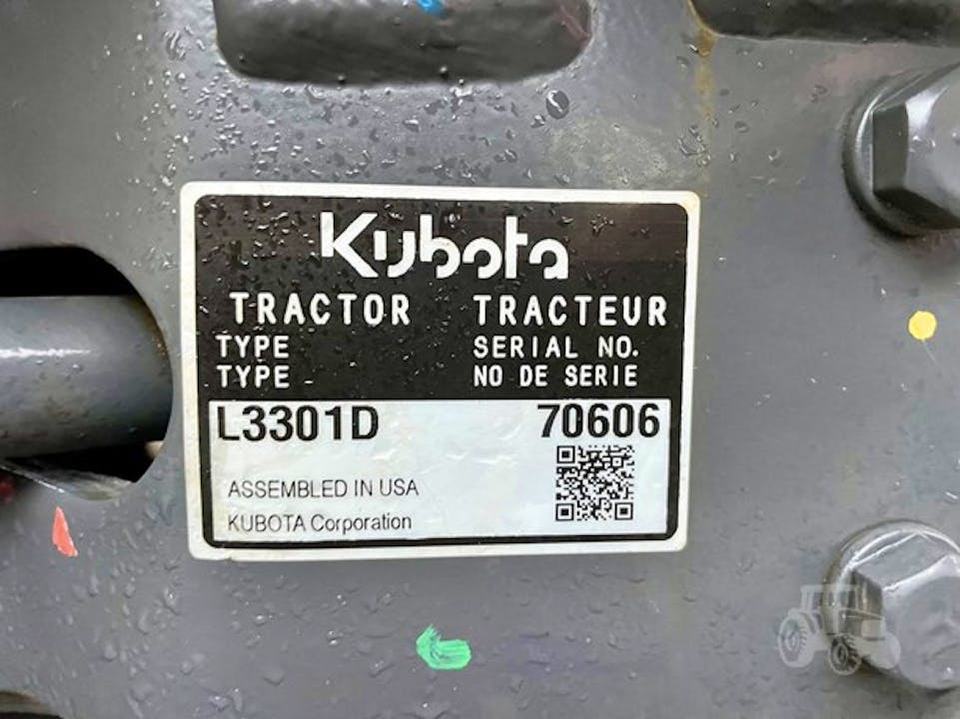 Kubota
TRACTOR TRACTEUR
TYPE SERIAL NO.
TYPE NO DE SERIE
L3301D 70606
ASSEMBLED IN USA
KUBOTA Corporation